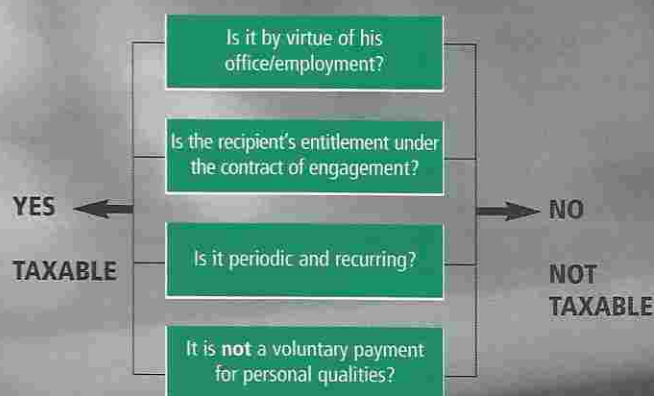 Is it by virtue of his
office/employment?
Is the recipient's entitlement under
the contract of engagement?
YES
NO
Is it periodic and recurring?
TAXABLE
NOT
TAXABLE
It is not a voluntary payment
for personal qualities?